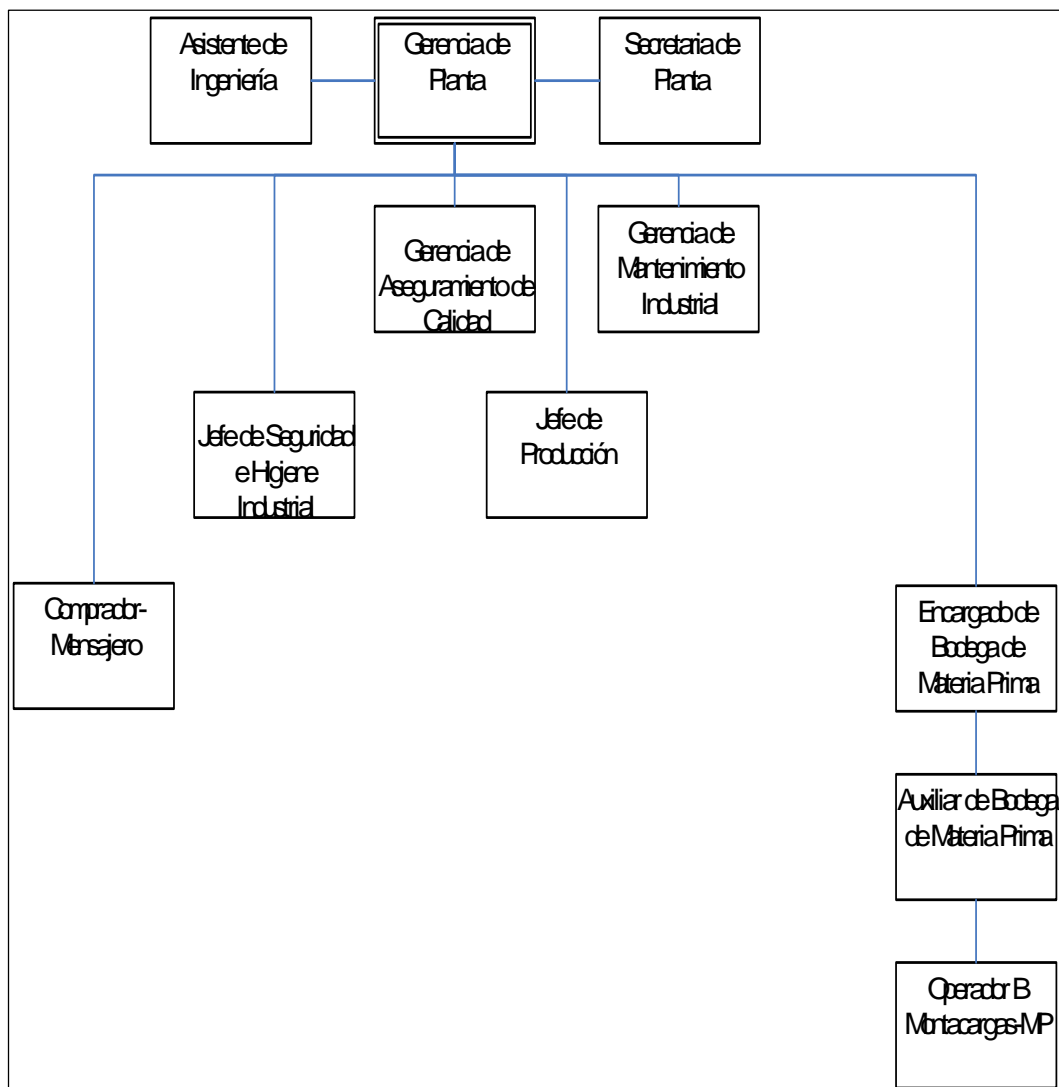 Asistente de
Ingeniería
Gerencia de
Planta
Secretaria de
Planta
Gerencia de
Aseguramiento de
Calidad
Gerencia de
Mantenimiento
Industrial
Jefe de Seguridad
e Higiene
Industrial
Jefe de
Producción
Comprador-
Mensajero
Encargado de
Bodega de
Materia Prima
Auxiliar de Bodega
de Materia Prima
Operador B
Montacargas-MP